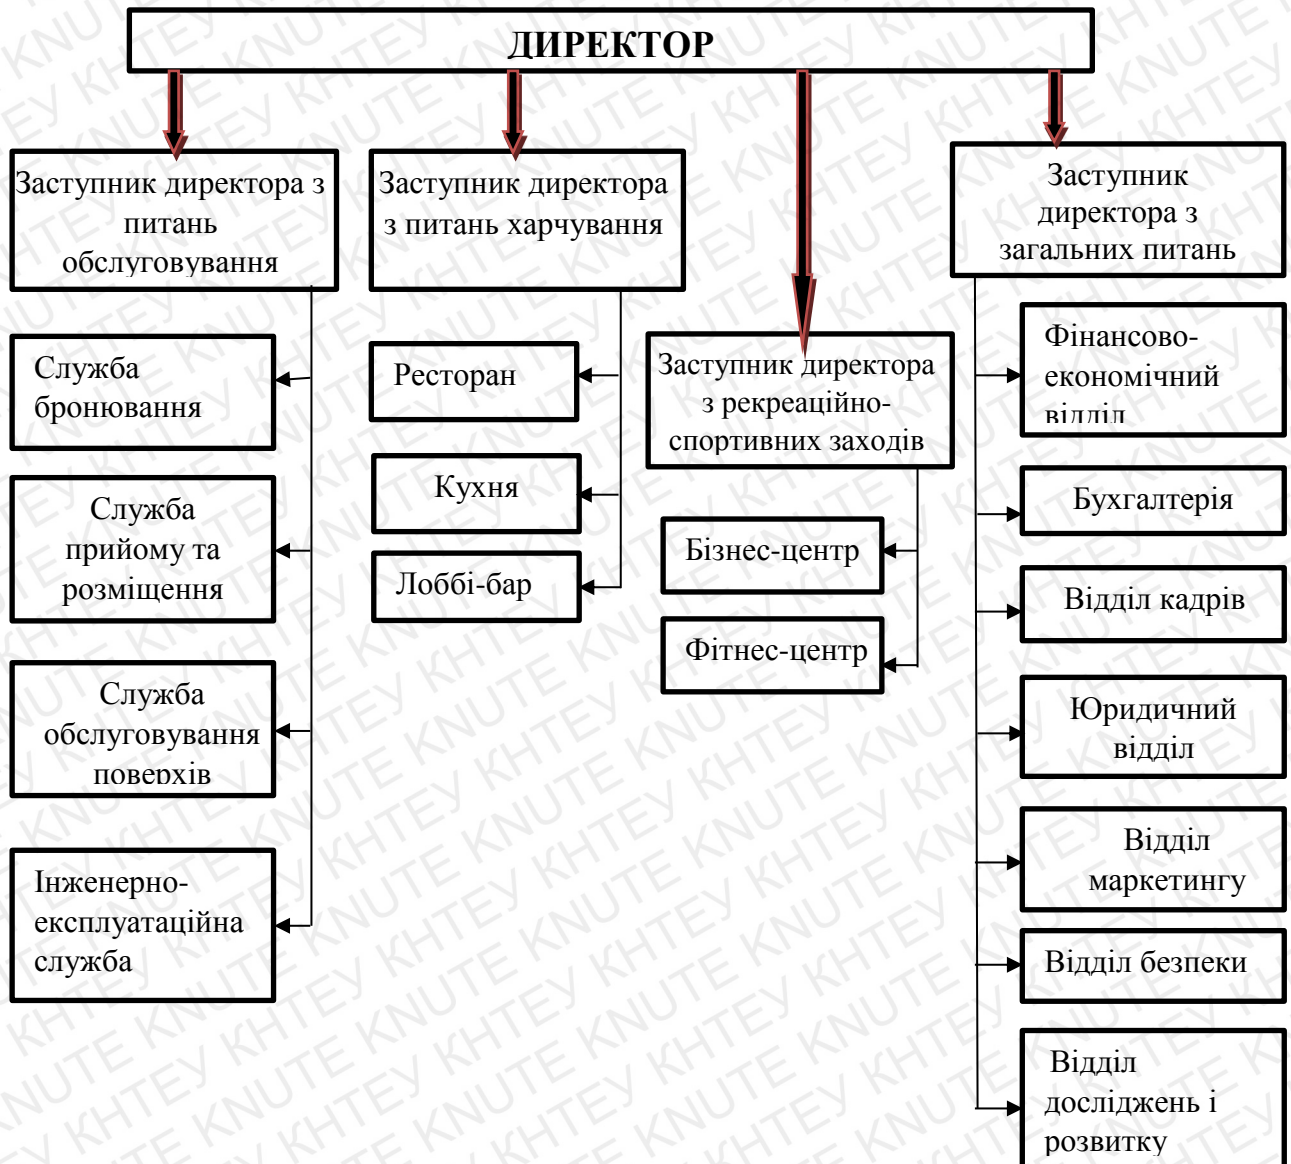 ДИРЕКТОР
Заступник директора з
питань
обслуговування
Служба
бронювання
Служба
прийому та
розміщення
Служба
обслуговування
поверхів
Інженерно-
експлуатаційна
служба
Заступник директора
з питань харчування
Ресторан
Кухня
Лоббі-бар
Заступник директора
з рекреаційно-
спортивних заходів
Бізнес-центр
Фітнес-центр
Заступник
директора з
загальних питань
Фінансово-
економічний
відділ
Бухгалтерія
Відділ кадрів
Юридичний
відділ
Відділ
маркетингу
Відділ безпеки
Відділ
досліджень і
розвитку